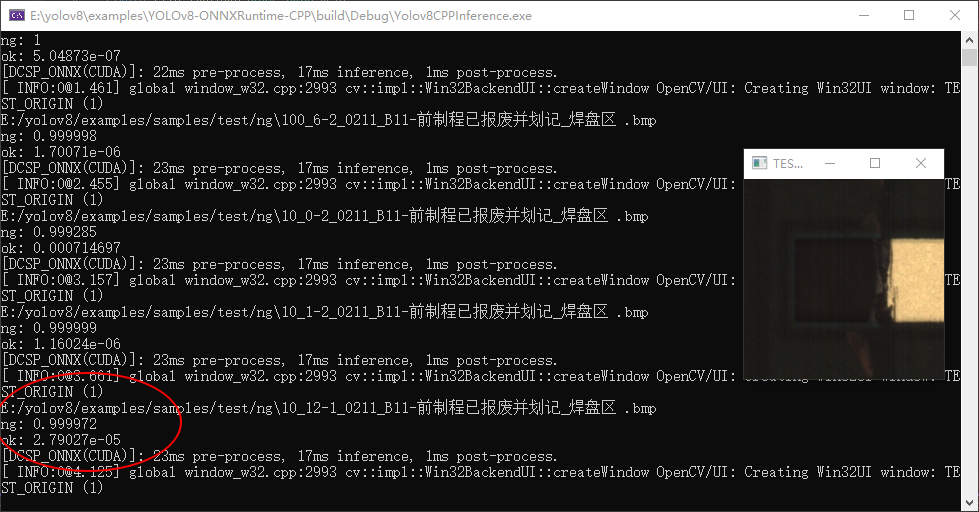 E:\yolov8\examples\YOLOv8-ONNXRuntime-CPP\build\Debug\Yolov8CPPInference.exe
ng: 1
ok: 5.04873e-07
[DCSP_ONNX(CUDA)]: 22ms pre-process, 17ms inference, 1ms post-process.
[ INFO:0@1.461] global window_w32.cpp:2993 cv::impl::Win32BackendUI::createWindow OpenCV/UI: Creating Win32UI window: TE
ST_ORIGIN (1)
E:/yolov8/examples/samples/test/ng\100_6-2_0211_B11-前制程已报废并划记_焊盘区 .bmp
ng: 0.999998
ok: 1.70071e-06
[DCSP_ONNX(CUDA)]: 23ms pre-process, 17ms inference, 1ms post-process.
[ INFO:0@2.455] global window_w32.cpp:2993 cv::impl::Win32BackendUI::createWindow OpenCV/UI: TE
ST_ORIGIN (1)
E:/yolov8/examples/samples/test/ng\10_0-2_0211_B11-前制程已报废并划记_焊盘区 .bmp
ng: 0.999285
ok: 0.000714697
[DCSP_ONNX(CUDA)]: 23ms pre-process, 17ms inference, 1ms post-process.
[ INFO:0@3.157] global window_w32.cpp:2993 cv::impl::Win32BackendUI::createWindow OpenCV/UI: TE
ST_ORIGIN (1)
E:/yolov8/examples/samples/test/ng\10_1-2_0211_B11-前制程已报废并划记_焊盘区 .bmp
ng: 0.999999
ok: 1.16024e-06
[DCSP_ONNX(CUDA)]: 23ms pre-process, 17ms inference, 1ms post-process.
[ INFO:0@3.661] global window_w32.cpp:2993 cv::impl::Win32BackendUI::createWindow OpenCV/UI: TE
ST_ORIGIN (1)
E:/yolov8/examples/samples/test/ng\10_12-1_0211_B11-前制程已报废并划记_焊盘区 .bmp
ng: 0.999972
ok: 2.79027e-05
[DCSP_ONNX(CUDA)]: 23ms pre-process, 17ms inference, 1ms post-process.
[ INFO:0@4.125] global window_w32.cpp:2993 cv::impl::Win32BackendUI::createWindow OpenCV/UI: Creating Win32UI window: TE
ST_ORIGIN (1)
TES...